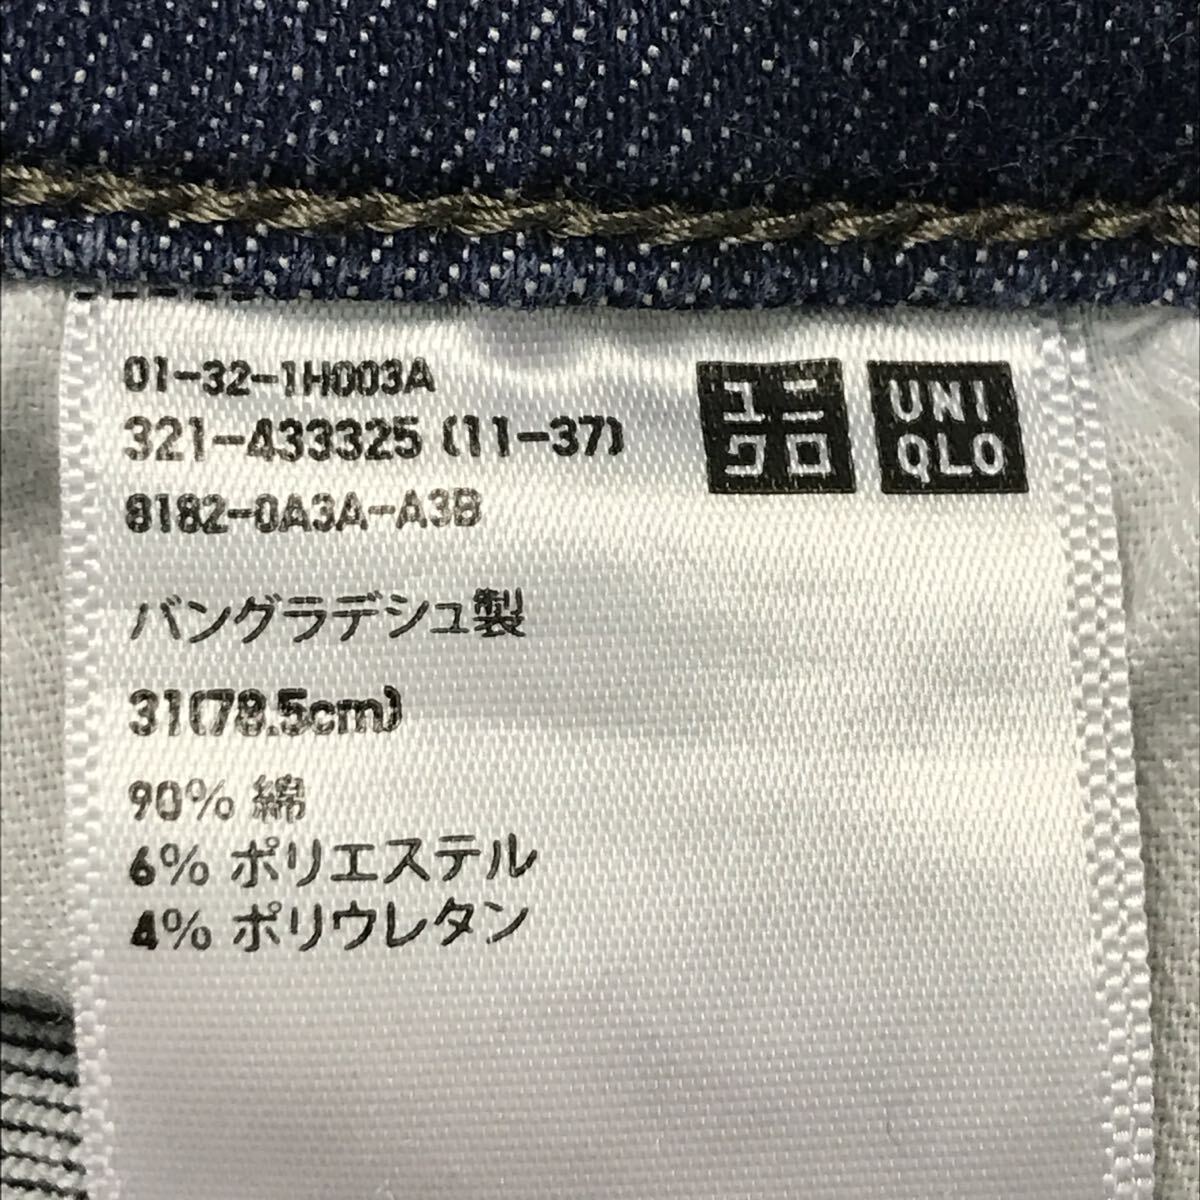 01-32-1H003A
321-433325 (11-37)
8182-0A3A-A3B
ユニ
クロ
UNI
QLO
バングラデシュ製
31(78.5cm)
90% 綿
6% ポリエステル
4% ポリウレタン